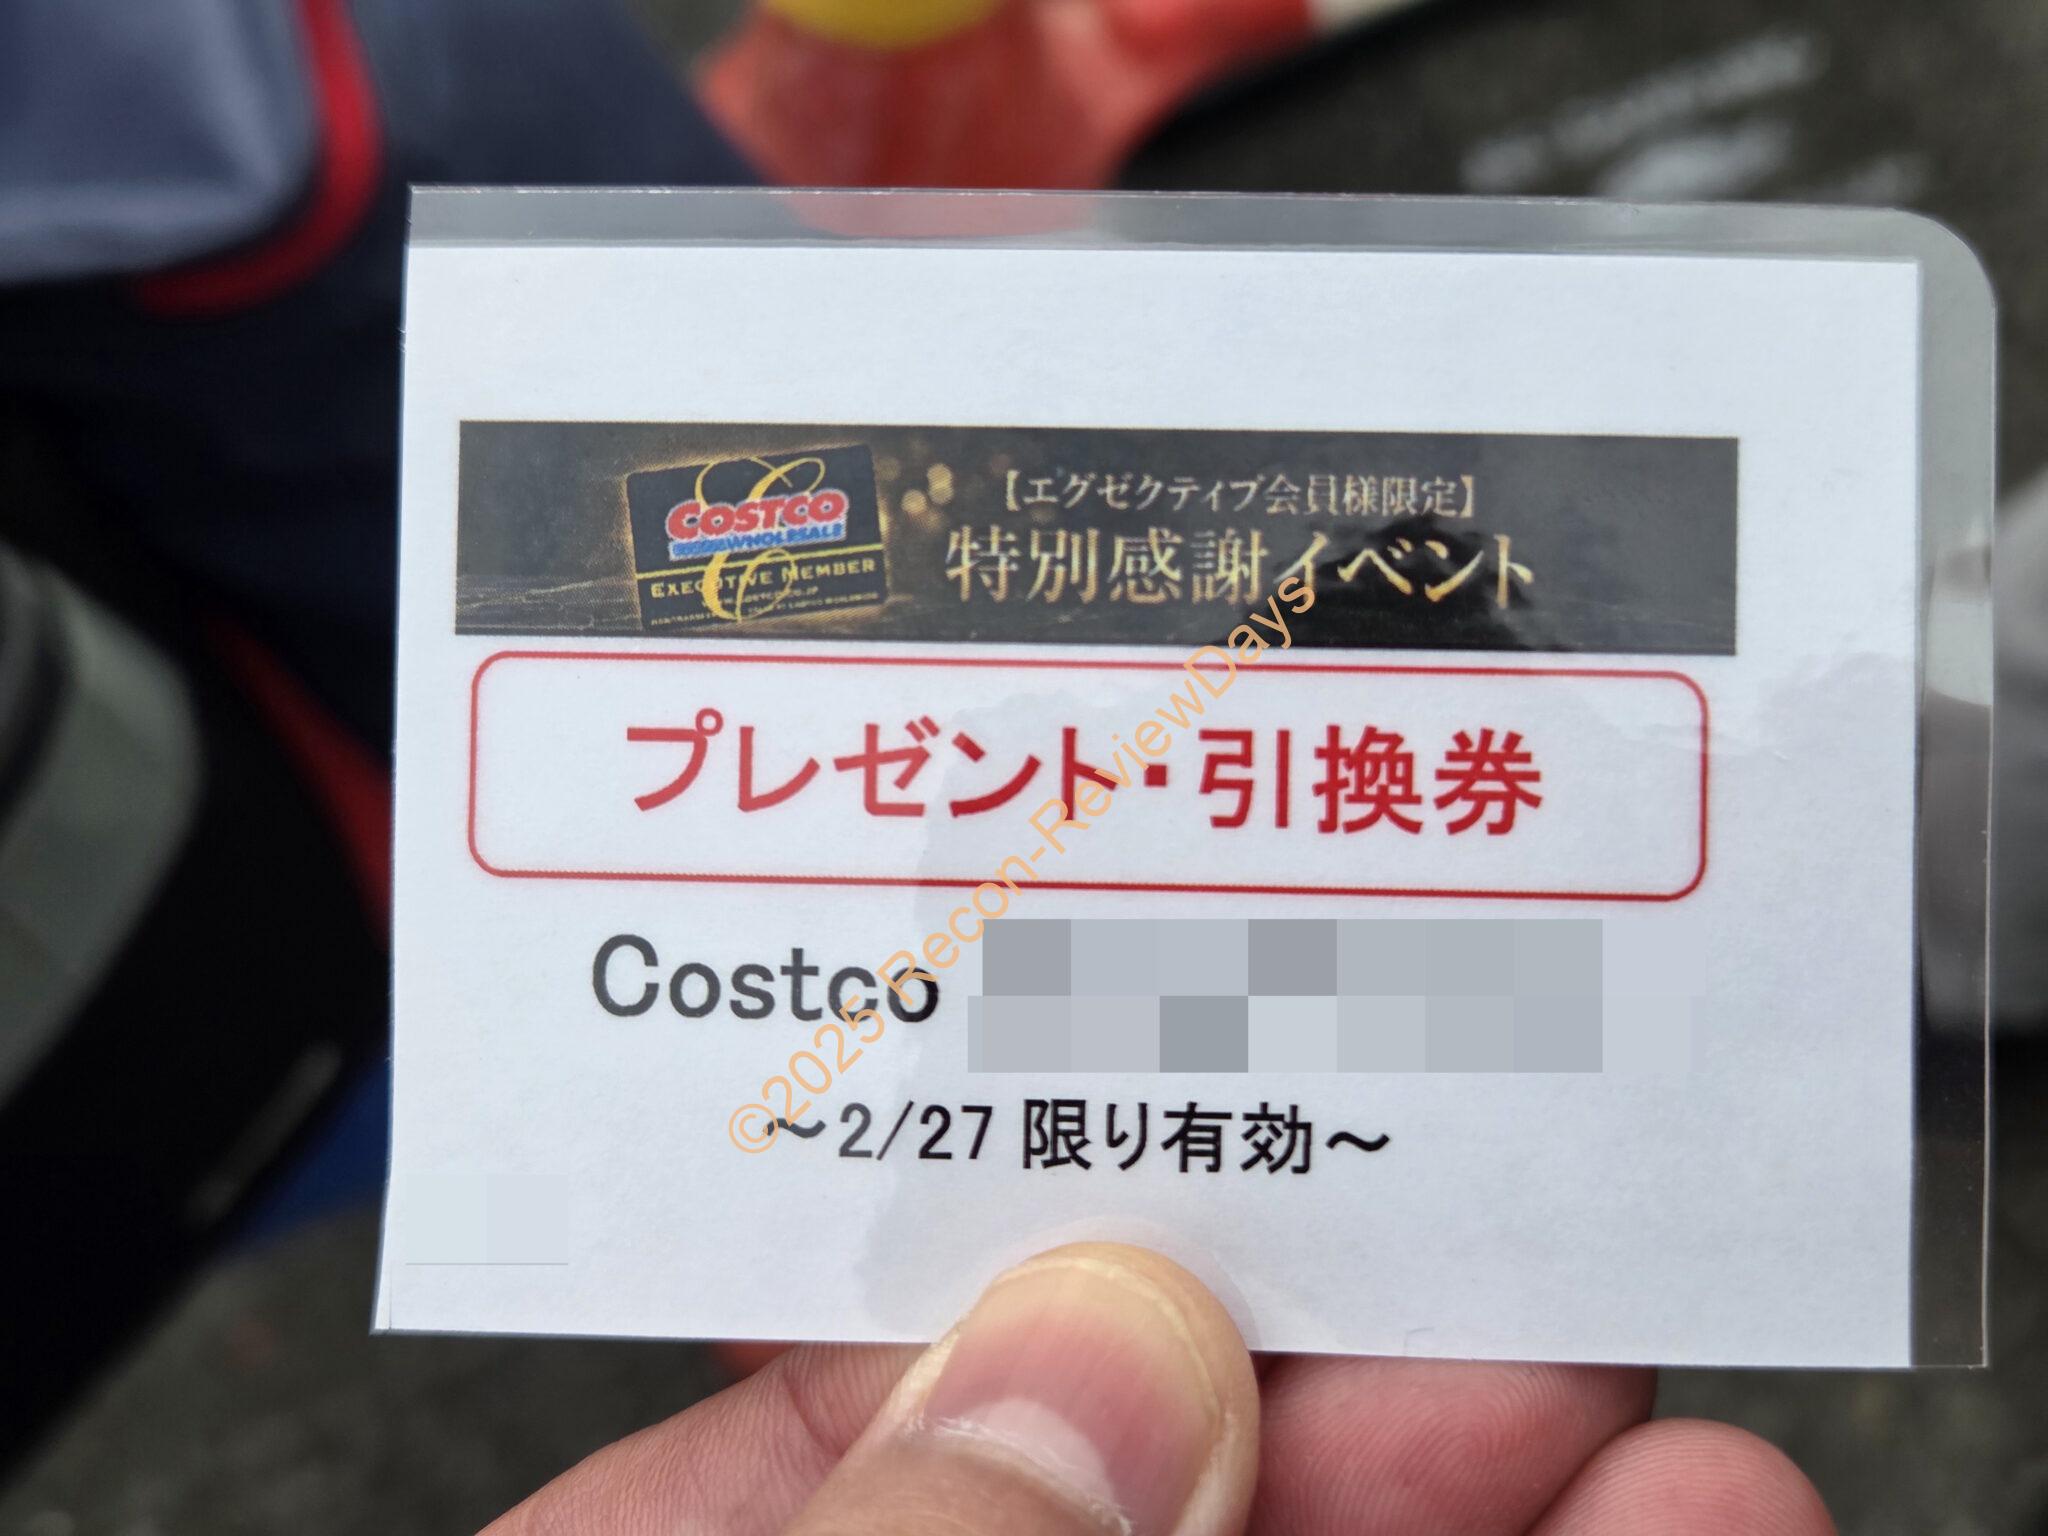 【エグゼクティブ会員様限定】
特別感謝イベント
COSTCO
WHOLESALE
EXECUTIVE MEMBER
プレゼント・引換券
Costco
～2/27 限り有効～
©2025 Recon-ReviewDays